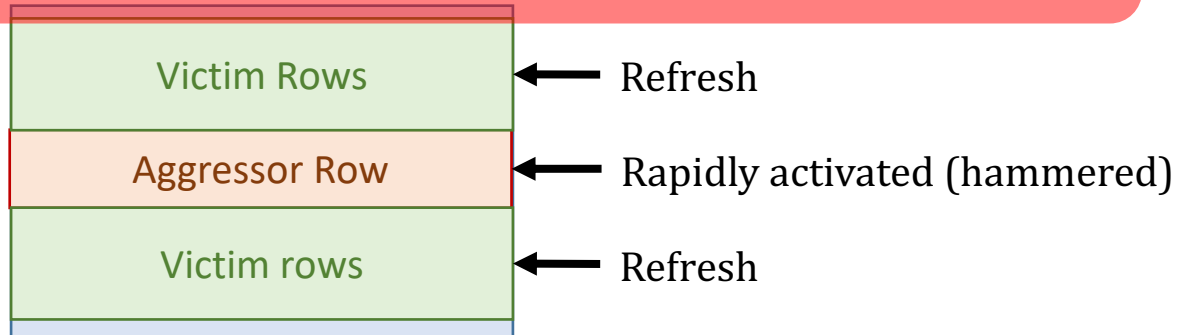 Victim Rows
Refresh
Aggressor Row
Rapidly activated (hammered)
Victim rows
Refresh